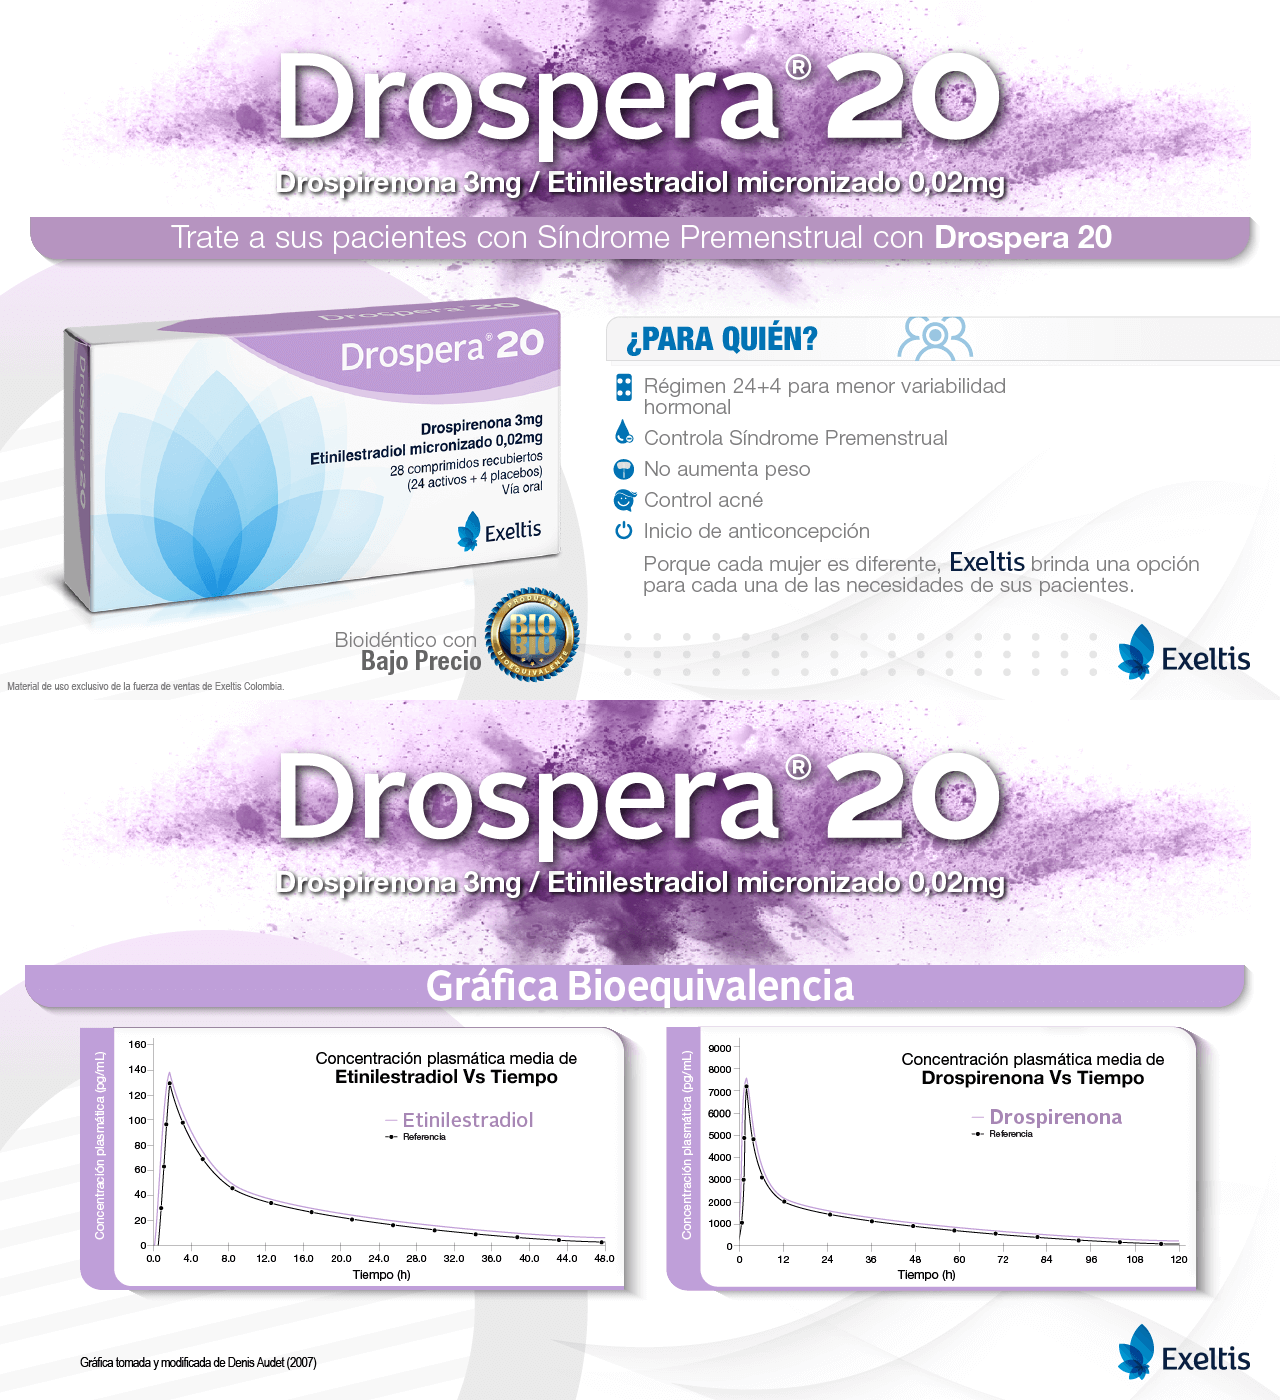 Drospera® 20
Drospirenona 3mg / Etinilestradiol micronizado 0,02mg
Trate a sus pacientes con Síndrome Premenstrual con Drospera 20
Drospera® 20
Drospera® 20
Drospera® 20
Drospirenona 3mg
Etinilestradiol micronizado 0,02mg
28 comprimidos recubiertos
(24 activos + 4 placebos)
Vía oral
Exeltis
¿PARA QUIÉN?
Régimen 24+4 para menor variabilidad
hormonal
Controla Síndrome Premenstrual
No aumenta peso
Control acné
Inicio de anticoncepción
Porque cada mujer es diferente, Exeltis brinda una opción
para cada una de las necesidades de sus pacientes.
Bioidéntico con
Bajo Precio
PRODUCTO
BIO
BIO
BIOEQUIVALENTE
Exeltis
Material de uso exclusivo de la fuerza de ventas de Exeltis Colombia.
Drospera® 20
Drospirenona 3mg / Etinilestradiol micronizado 0,02mg
Gráfica Bioequivalencia
Concentración plasmática (pg/mL)
160
140
120
100
80
60
40
20
0
0.0 4.0 8.0 12.0 16.0 20.0 24.0 28.0 32.0 36.0 40.0 44.0 48.0
Tiempo (h)
Concentración plasmática media de
Etinilestradiol Vs Tiempo
Etinilestradiol
Referencia
Concentración plasmática (pg/mL)
9000
8000
7000
6000
5000
4000
3000
2000
1000
0
0 12 24 36 48 60 72 84 96 108 120
Tiempo (h)
Concentración plasmática media de
Drospirenona Vs Tiempo
Drospirenona
Referencia
Gráfica tomada y modificada de Denis Audet (2007)
Exeltis